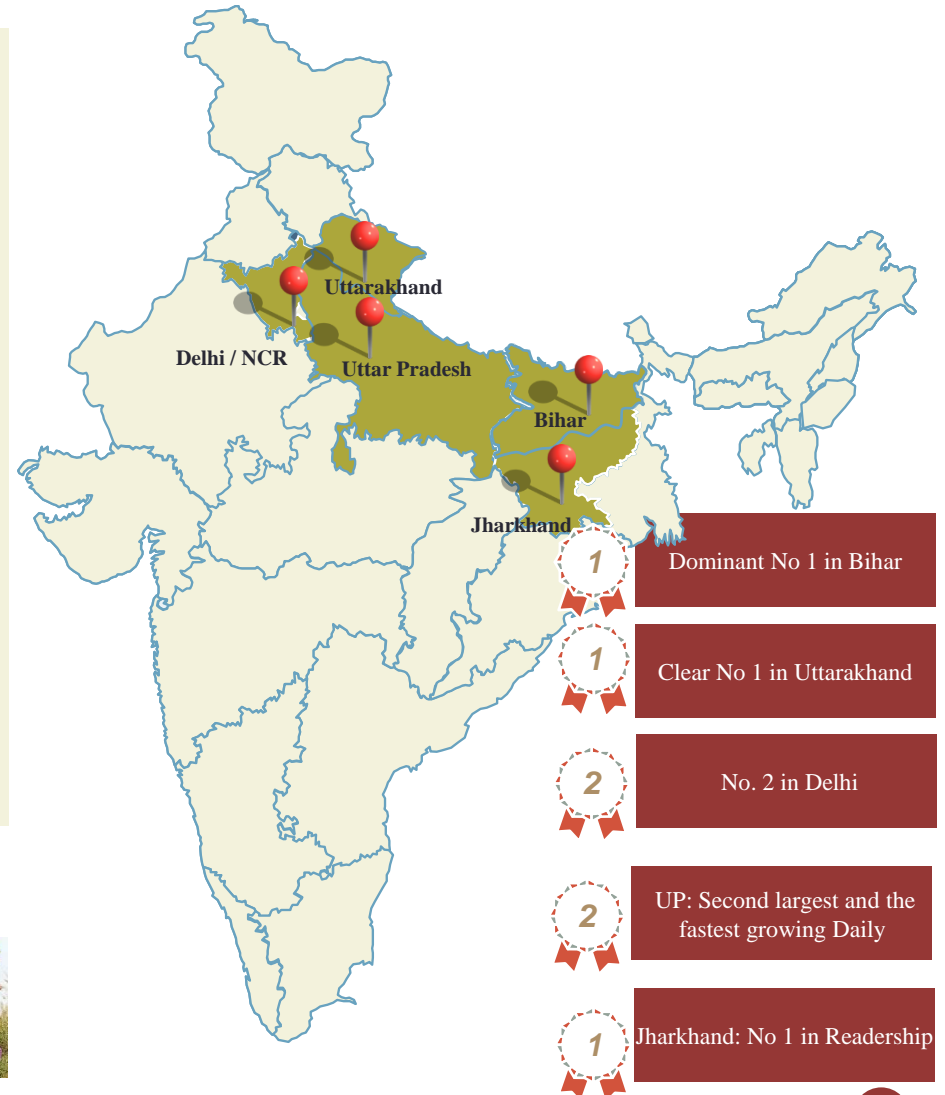 Uttarakhand
Delhi / NCR
Uttar Pradesh
Bihar
Jharkhand
1
Dominant No 1 in Bihar
1
Clear No 1 in Uttarakhand
2
No. 2 in Delhi
2
UP: Second largest and the
fastest growing Daily
1
Jharkhand: No 1 in Readership